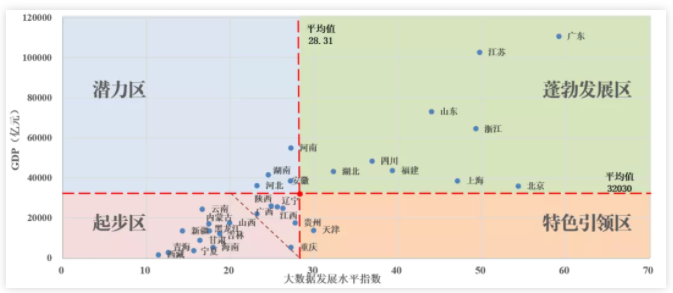 120000
平均值
28.31
广东
江苏
100000
潜力区
蓬勃发展区
80000
山东
浙江
GDP（亿元）
60000
河南
四川
湖南
湖北
福建
40000
安徽
上海
平均值
河北
北京
32030
陕西
辽宁
20000
云南
广西
江西
起步区
内蒙古
山西
贵州
特色引领区
新疆
黑龙江
天津
吉林
甘肃
青海
海南
重庆
西藏
宁夏
0
0
10
20
30
40
50
60
70
大数据发展水平指数